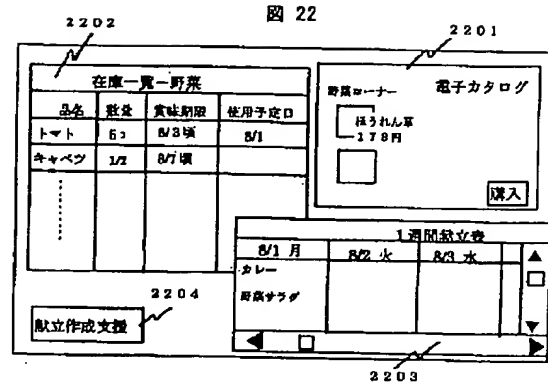 図 22
2202
2201
在庫一覧－野菜
品名 数量 賞味期限 使用予定日
トマト 6コ 8/3頃 8/1
キャベツ 1/2 8/7頃
電子カタログ
野菜コーナー
ほうれん草
178円
購入
1週間献立表
8/1 月 8/2 火 8/3 水
カレー
野菜サラダ
2204
献立作成支援
2203